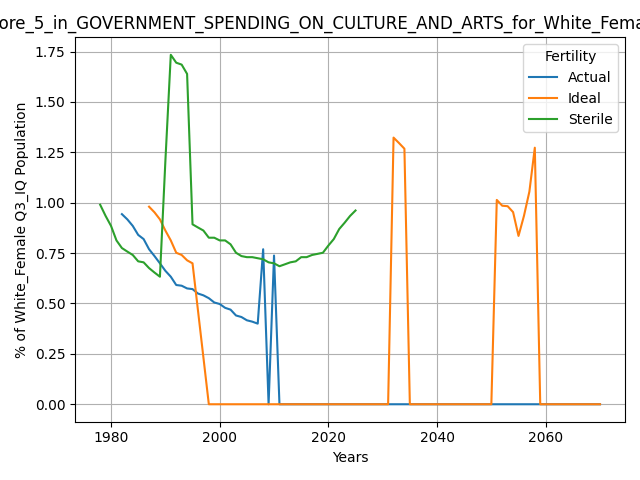 ore_5_in_GOVERNMENT_SPENDING_ON_CULTURE_AND_ARTS_for_White_Fema
Fertility
Actual
Ideal
Sterile
% of White_Female Q3_IQ Population
1.75
1.50
1.25
1.00
0.75
0.50
0.25
0.00
1980 2000 2020 2040 2060
Years